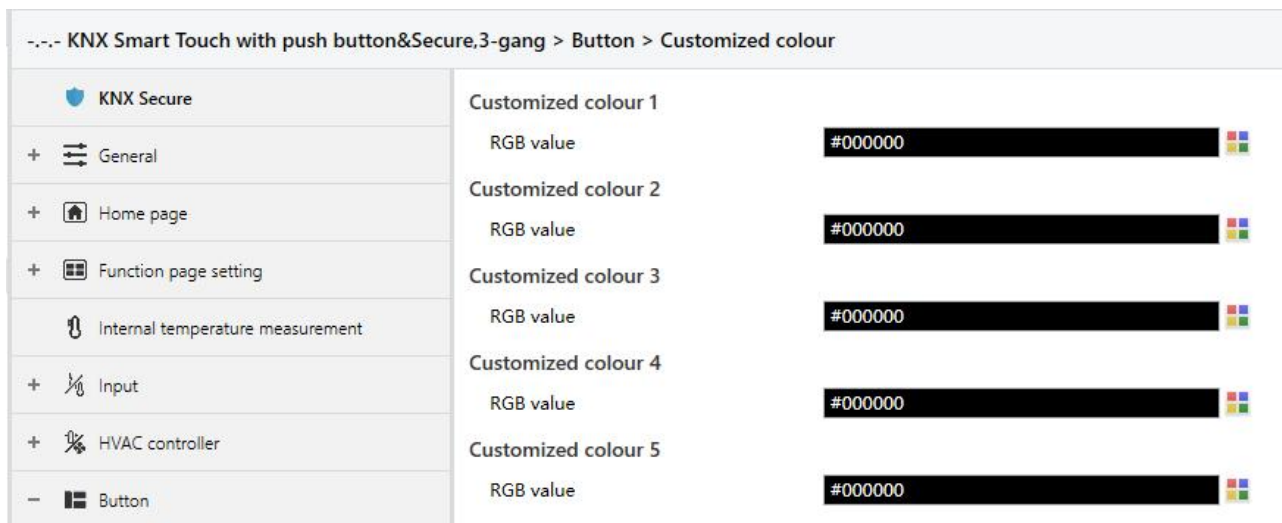 -.-.- KNX Smart Touch with push button&Secure,3-gang > Button > Customized colour
KNX Secure
+ General
+ Home page
+ Function page setting
Internal temperature measurement
+ Input
+ HVAC controller
− Button
Customized colour 1
RGB value #000000
Customized colour 2
RGB value #000000
Customized colour 3
RGB value #000000
Customized colour 4
RGB value #000000
Customized colour 5
RGB value #000000